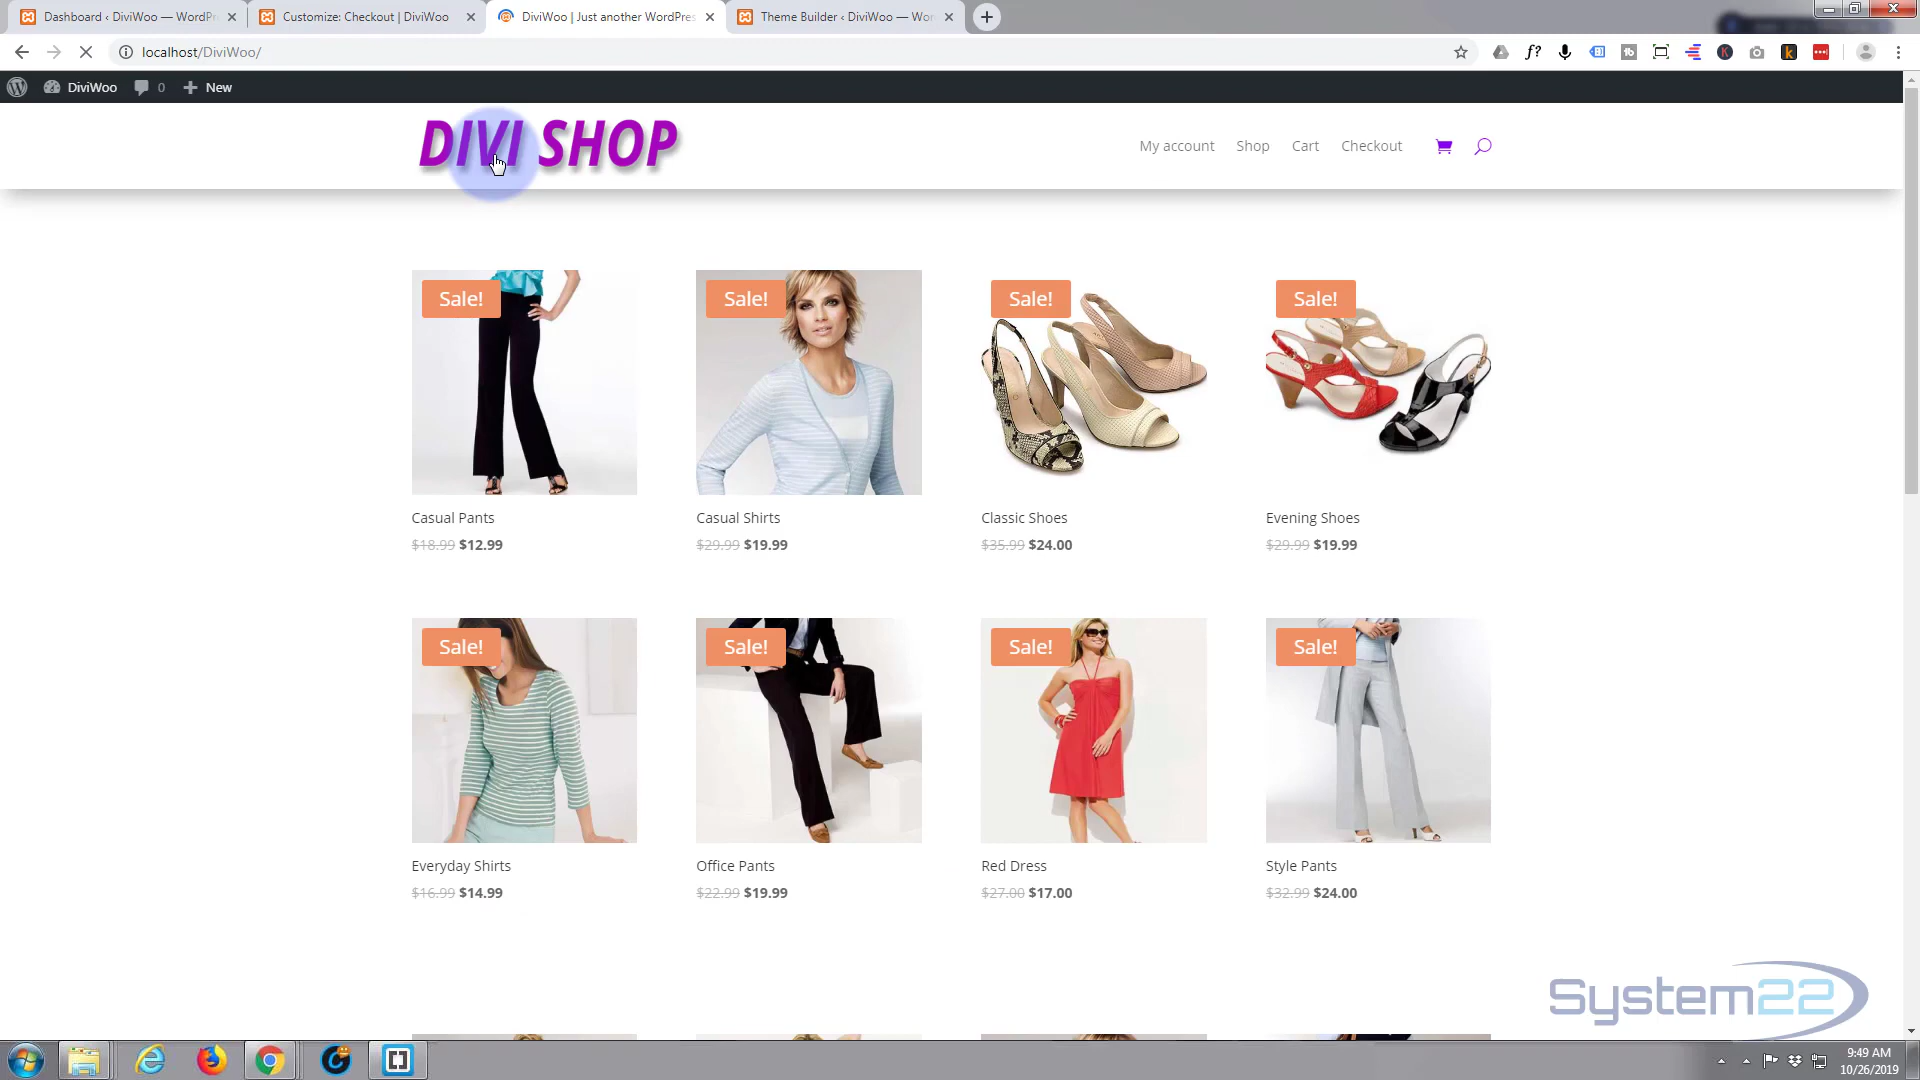 Dashboard ‹ DiviWoo — WordPr
Customize: Checkout | DiviWoo
DiviWoo | Just another WordPres
Theme Builder ‹ DiviWoo — Wor
localhost/DiviWoo/
f?
DiviWoo
0
New
DIVI SHOP
My account
Shop
Cart
Checkout
Sale!
Sale!
Sale!
Sale!
Casual Pants
Casual Shirts
Classic Shoes
Evening Shoes
$18.99 $12.99
$29.99 $19.99
$35.99 $24.00
$29.99 $19.99
Sale!
Sale!
Sale!
Sale!
Everyday Shirts
Office Pants
Red Dress
Style Pants
$16.99 $14.99
$22.99 $19.99
$27.00 $17.00
$32.99 $24.00
System22
9:49 AM
10/26/2019